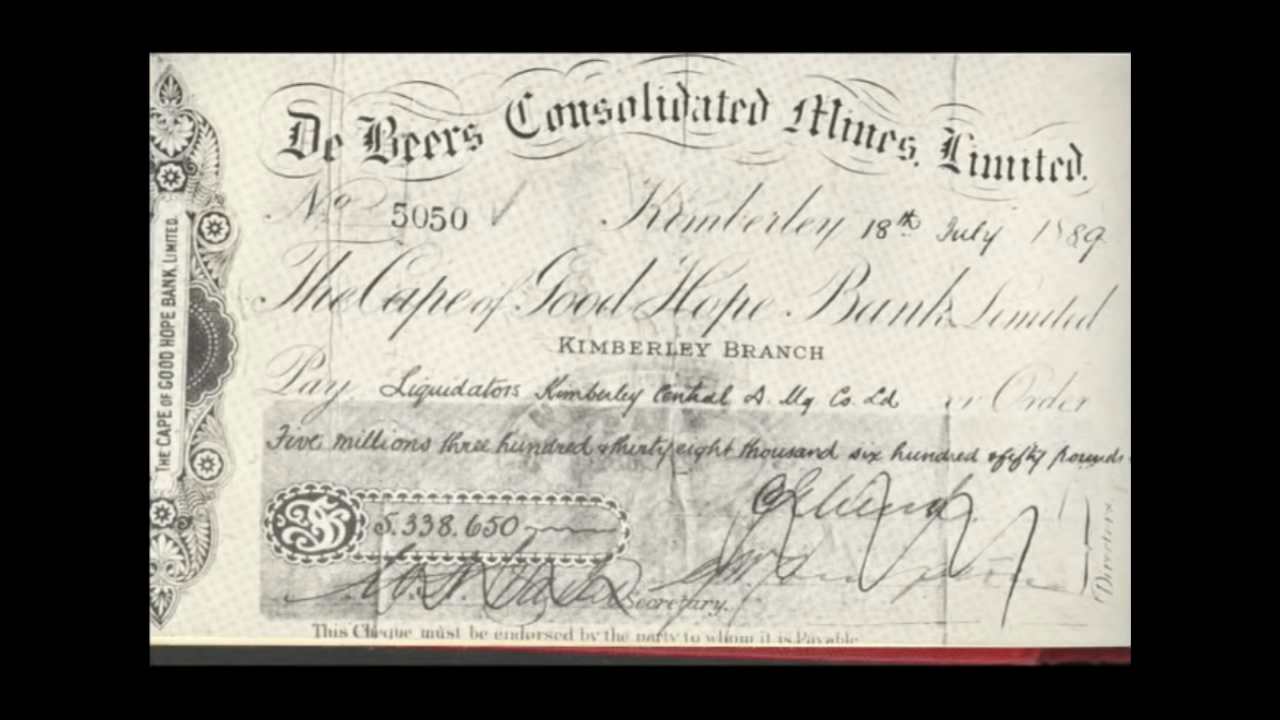 De Beers Consolidated Mines, Limited.
No 5050 Kimberley 18th July 1889
The Cape of Good Hope Bank Limited
KIMBERLEY BRANCH
Pay Liquidators Kimberley Central D. Mg Co. Ld or Order
Five millions three hundred & thirty eight thousand six hundred & fifty pounds
5.338.650
Directors
Secretary.
This Cheque must be endorsed by the party to whom it is Payable
THE CAPE OF GOOD HOPE BANK, LIMITED.